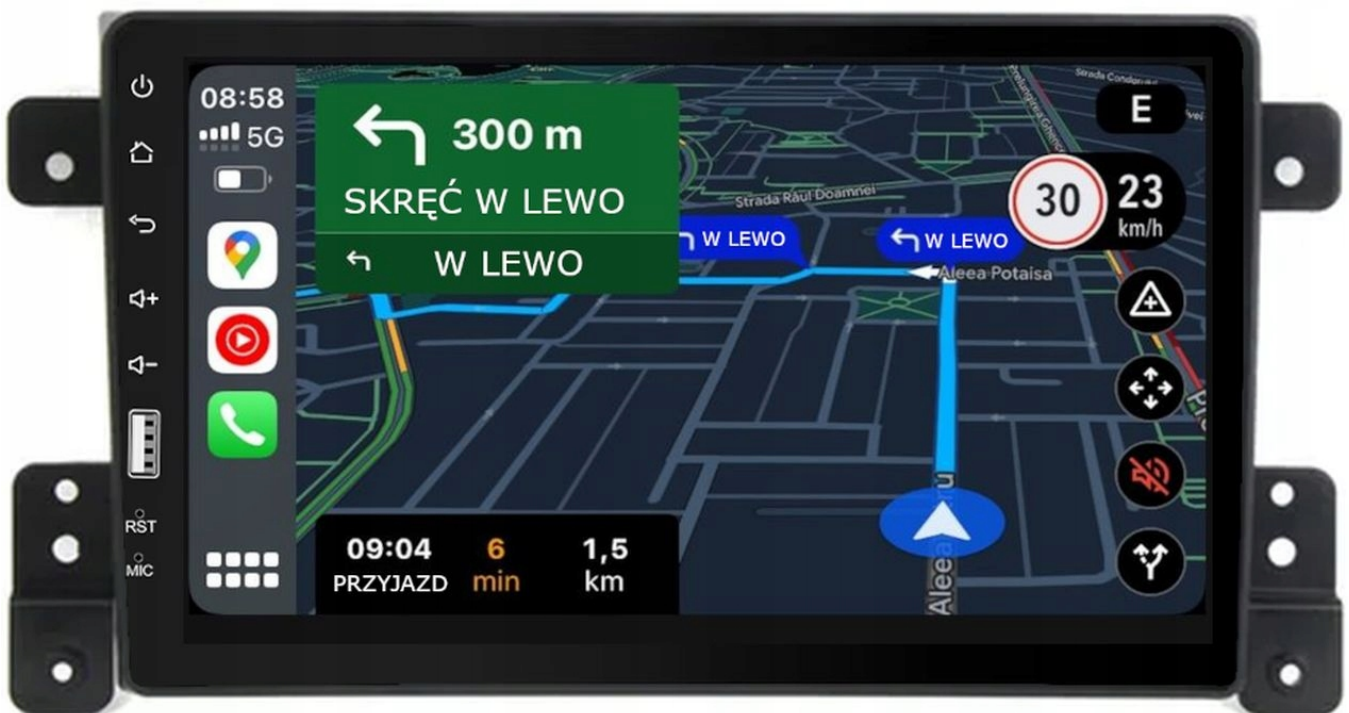 08:58
5G
RST
MIC
300 m
SKRĘĆ W LEWO
W LEWO
W LEWO
W LEWO
Strada Râul Doamnei
Aleea Potaisa
E
30
23
km/h
09:04
6
1,5
PRZYJAZD
min
km
Aleea